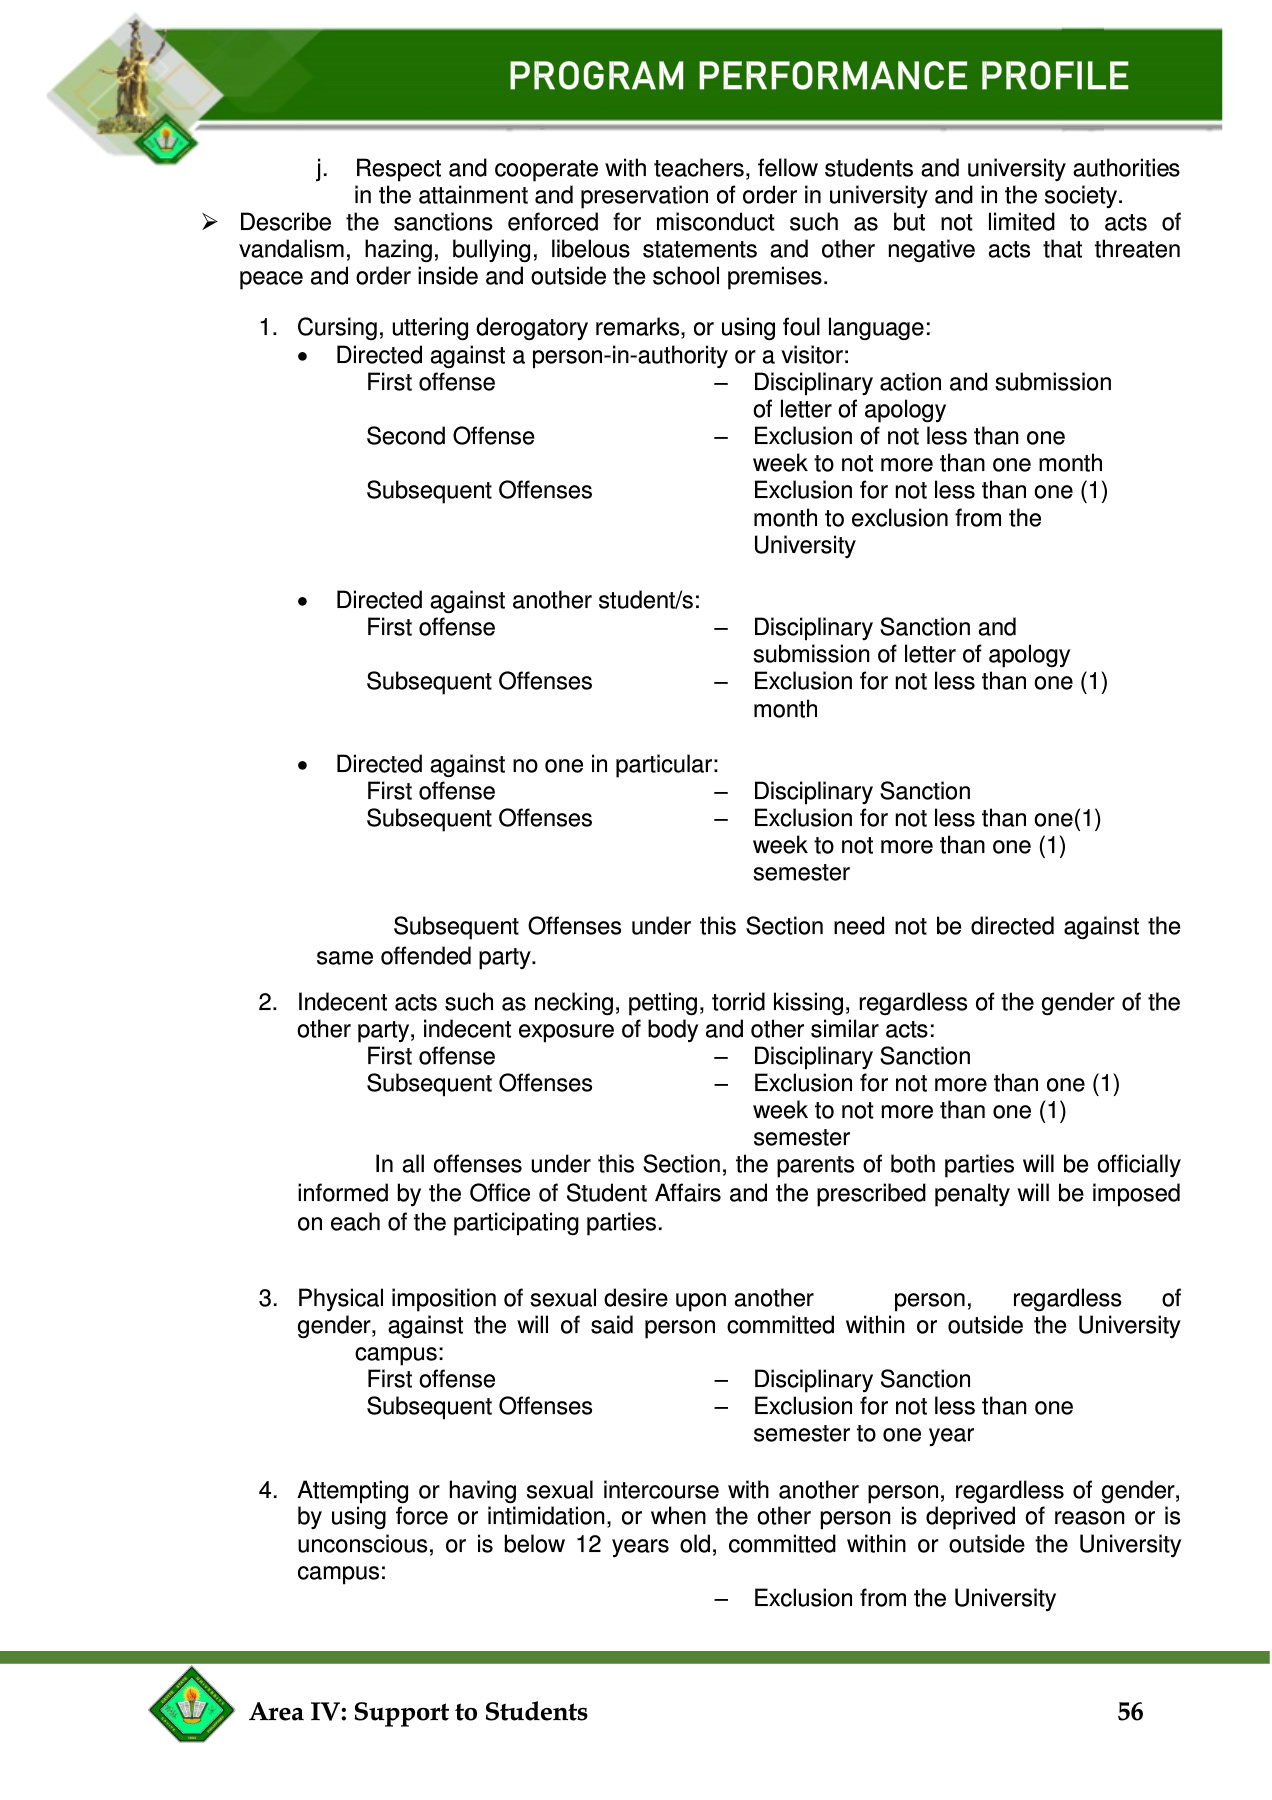 PROGRAM PERFORMANCE PROFILE
j. Respect and cooperate with teachers, fellow students and university authorities
in the attainment and preservation of order in university and in the society.
➢ Describe the sanctions enforced for misconduct such as but not limited to acts of
vandalism, hazing, bullying, libelous statements and other negative acts that threaten
peace and order inside and outside the school premises.
1. Cursing, uttering derogatory remarks, or using foul language:
• Directed against a person-in-authority or a visitor:
First offense – Disciplinary action and submission
of letter of apology
Second Offense – Exclusion of not less than one
week to not more than one month
Subsequent Offenses Exclusion for not less than one (1)
month to exclusion from the
University
• Directed against another student/s:
First offense – Disciplinary Sanction and
submission of letter of apology
Subsequent Offenses – Exclusion for not less than one (1)
month
• Directed against no one in particular:
First offense – Disciplinary Sanction
Subsequent Offenses – Exclusion for not less than one(1)
week to not more than one (1)
semester
Subsequent Offenses under this Section need not be directed against the
same offended party.
2. Indecent acts such as necking, petting, torrid kissing, regardless of the gender of the
other party, indecent exposure of body and other similar acts:
First offense – Disciplinary Sanction
Subsequent Offenses – Exclusion for not more than one (1)
week to not more than one (1)
semester
In all offenses under this Section, the parents of both parties will be officially
informed by the Office of Student Affairs and the prescribed penalty will be imposed
on each of the participating parties.
3. Physical imposition of sexual desire upon another person, regardless of
gender, against the will of said person committed within or outside the University
campus:
First offense – Disciplinary Sanction
Subsequent Offenses – Exclusion for not less than one
semester to one year
4. Attempting or having sexual intercourse with another person, regardless of gender,
by using force or intimidation, or when the other person is deprived of reason or is
unconscious, or is below 12 years old, committed within or outside the University
campus:
– Exclusion from the University
Area IV: Support to Students 56